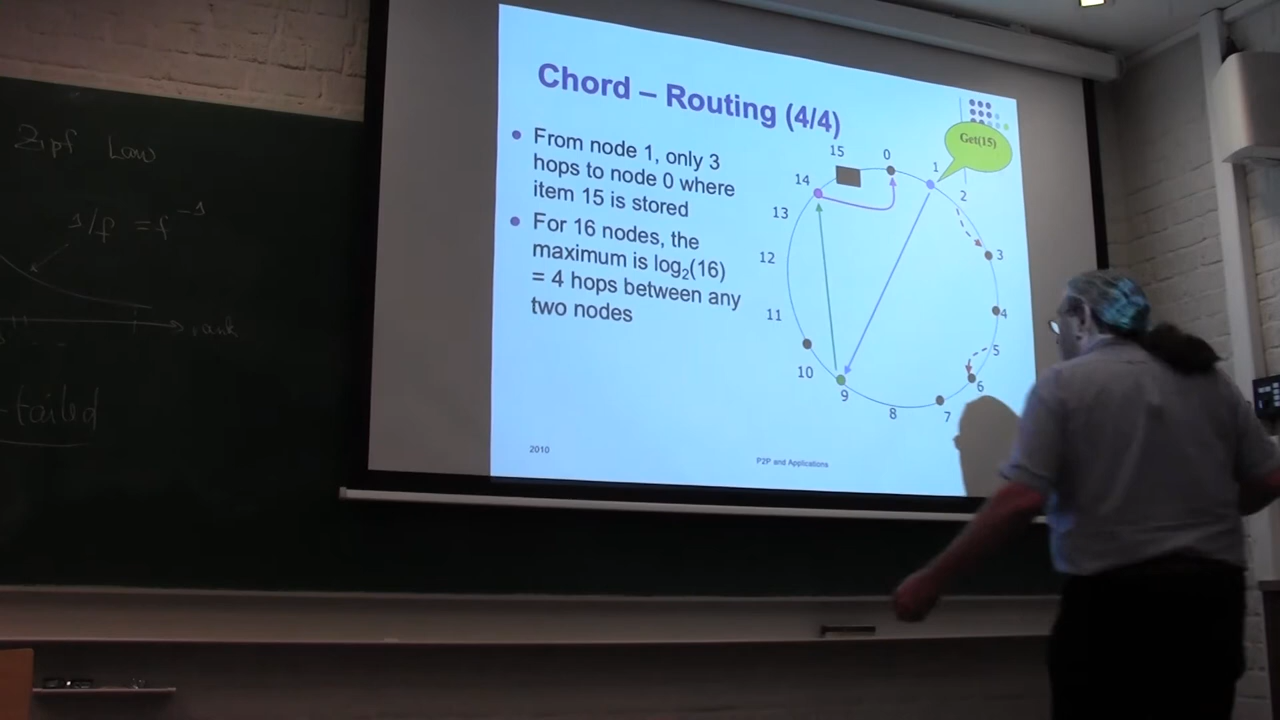 Zipf Law
1/f = f^-1
rank
-tailed
Chord – Routing (4/4)
• From node 1, only 3
hops to node 0 where
item 15 is stored
• For 16 nodes, the
maximum is log₂(16)
= 4 hops between any
two nodes
Get(15)
0
1
2
3
4
5
6
7
8
9
10
11
12
13
14
15
2010
P2P and Applications